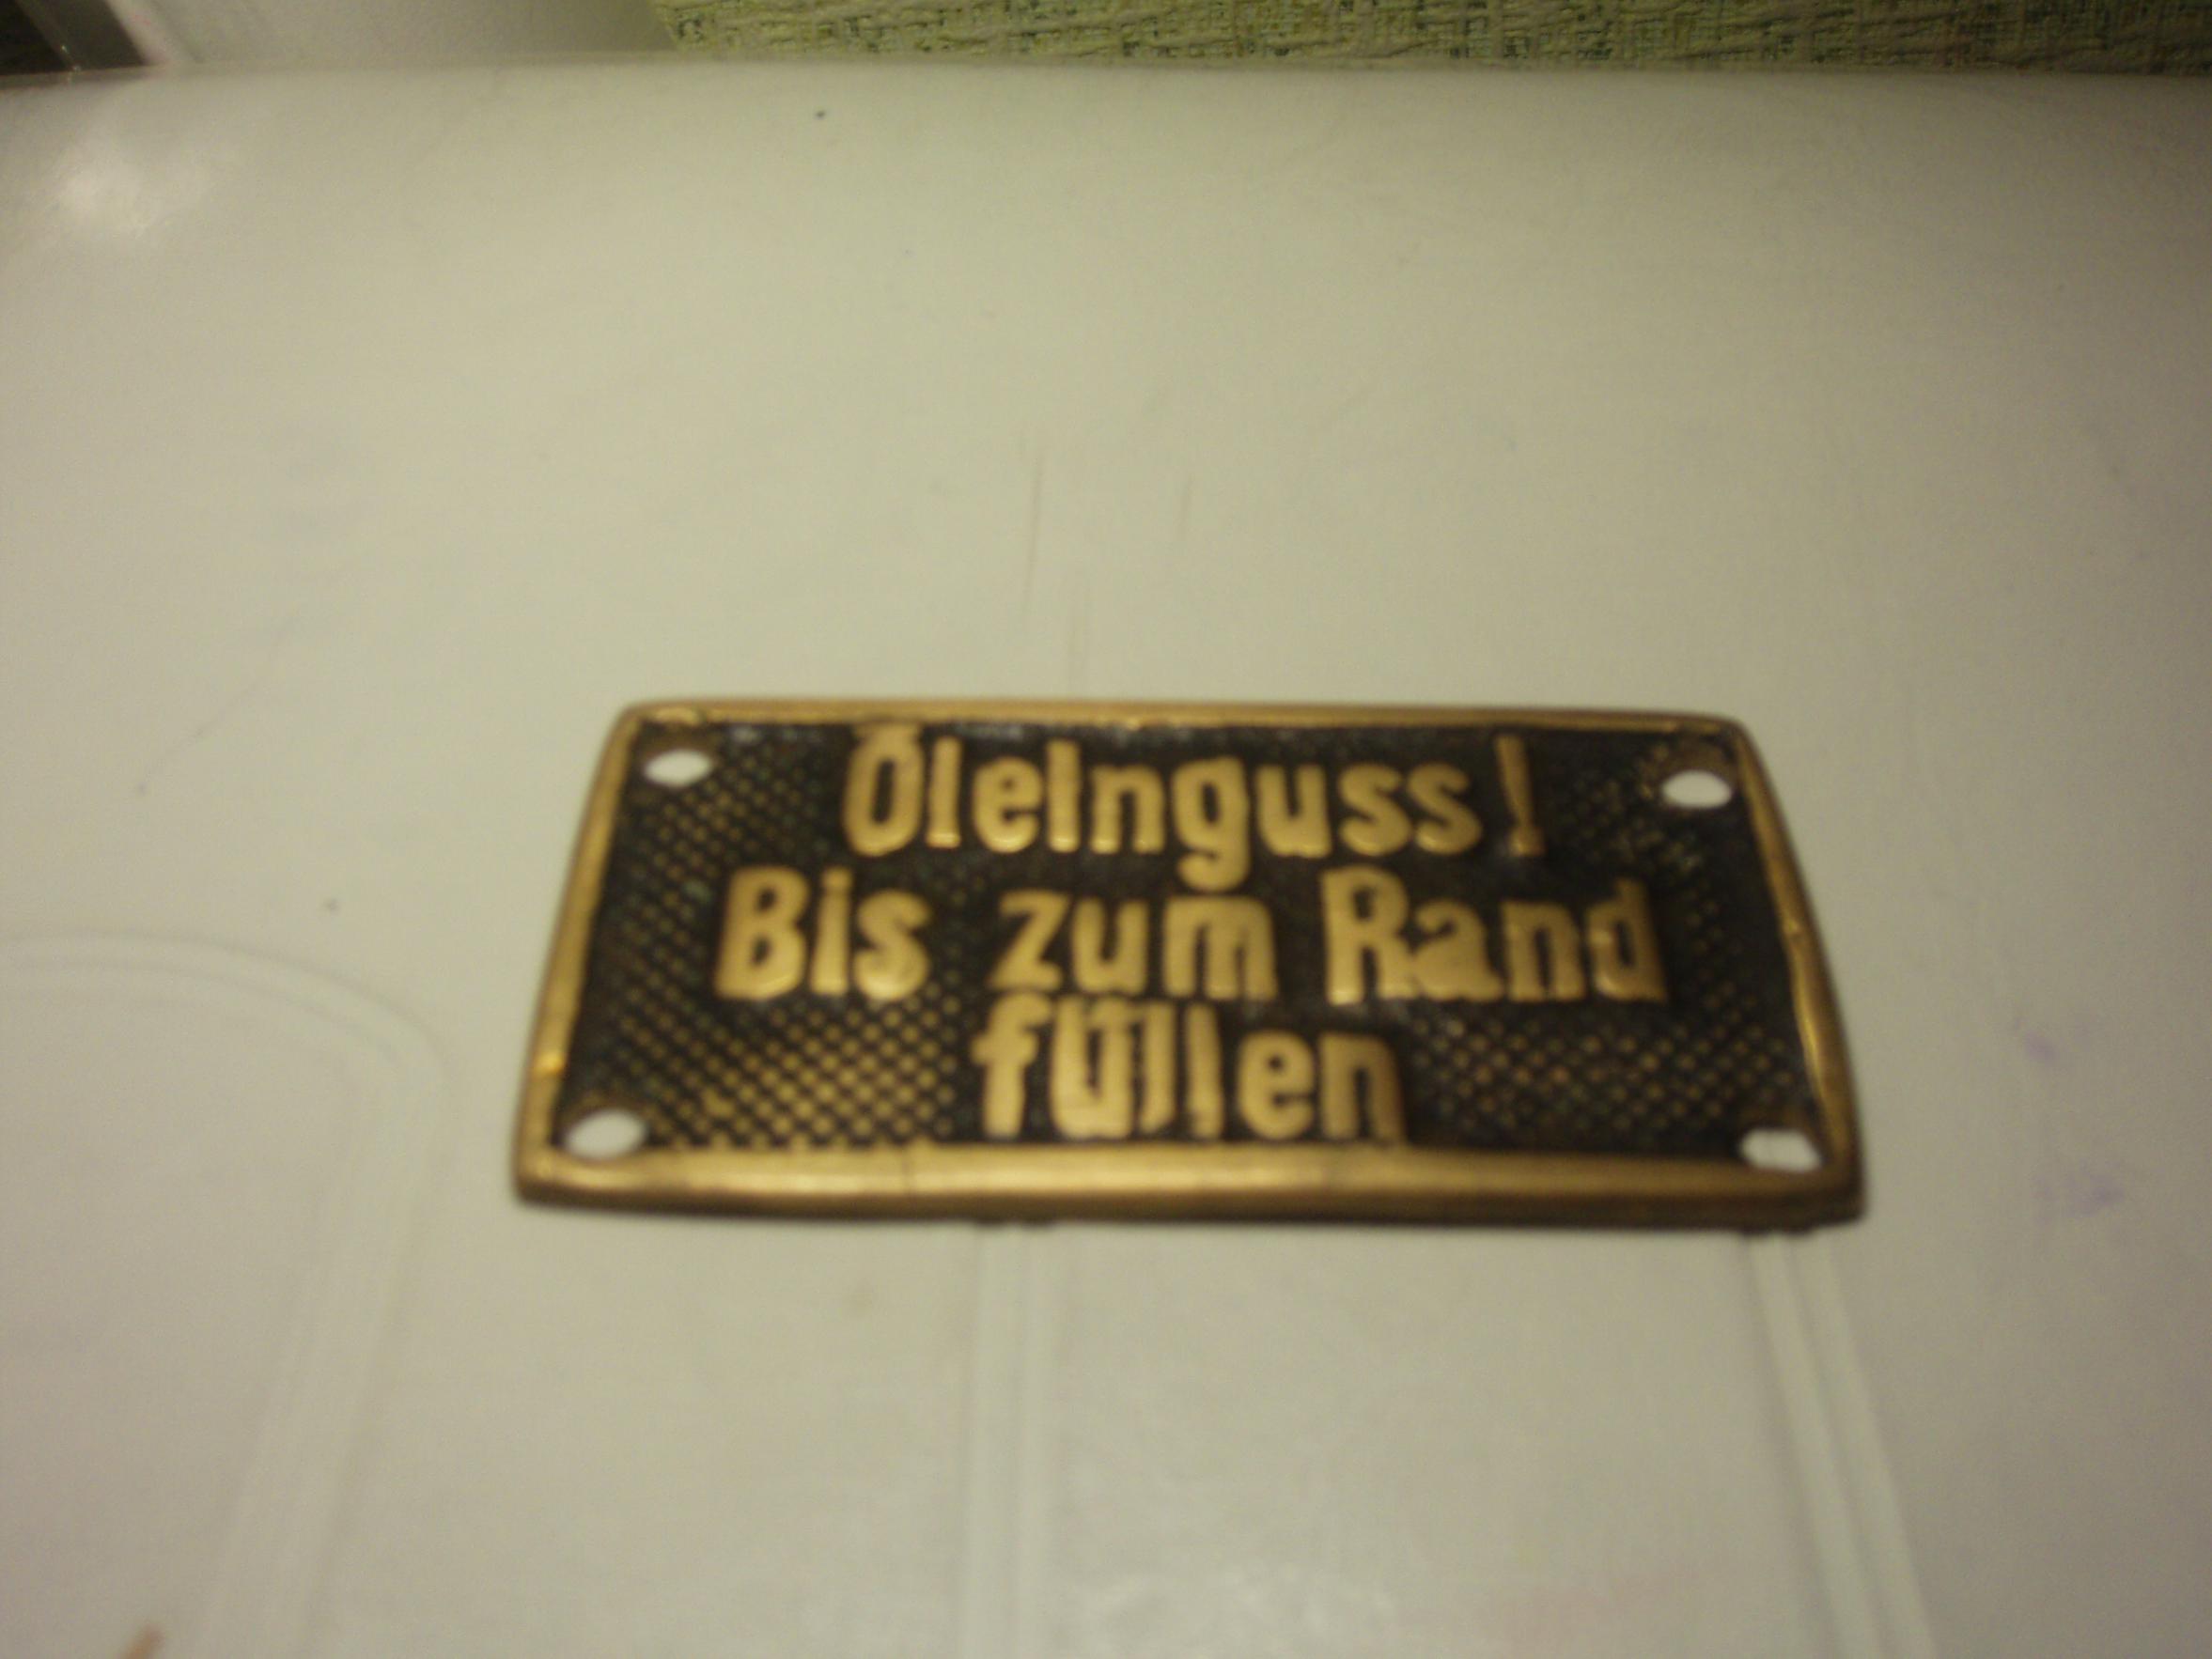 Öleinguss!
Bis zum Rand
füllen